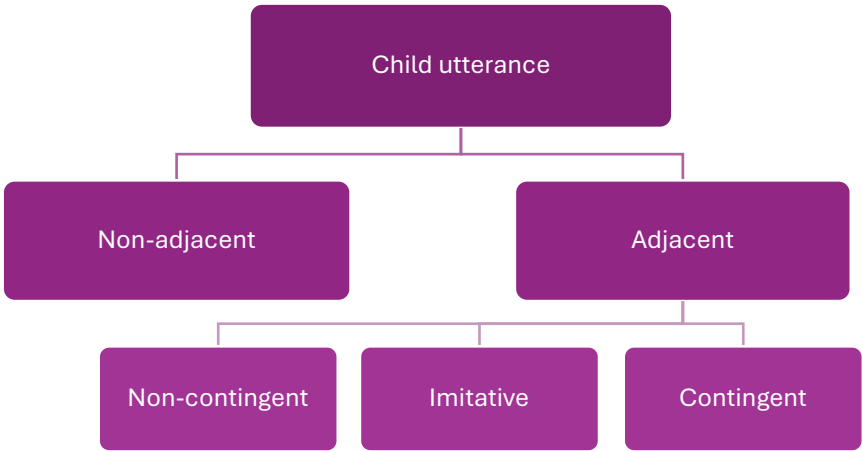 Child utterance
Non-adjacent
Adjacent
Non-contingent
Imitative
Contingent